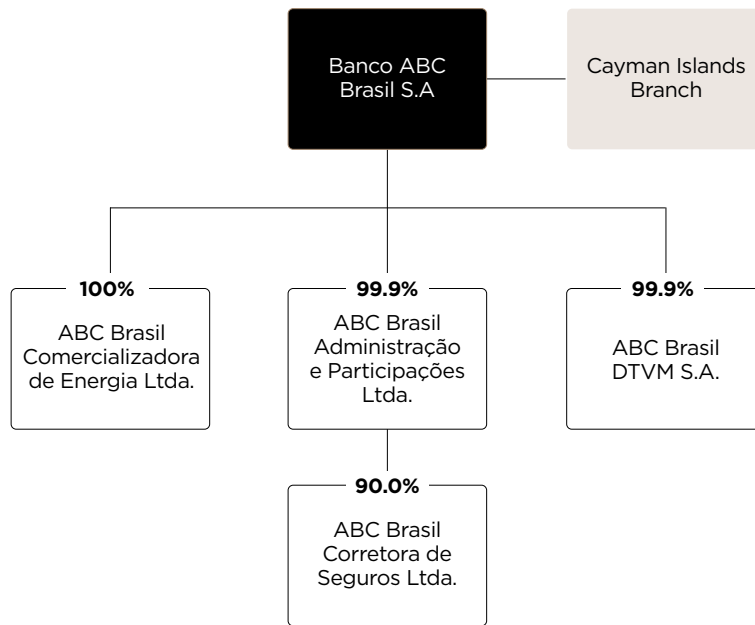 Banco ABC
Brasil S.A
Cayman Islands
Branch
100%
ABC Brasil
Comercializadora
de Energia Ltda.
99.9%
ABC Brasil
Administração
e Participações
Ltda.
99.9%
ABC Brasil
DTVM S.A.
90.0%
ABC Brasil
Corretora de
Seguros Ltda.